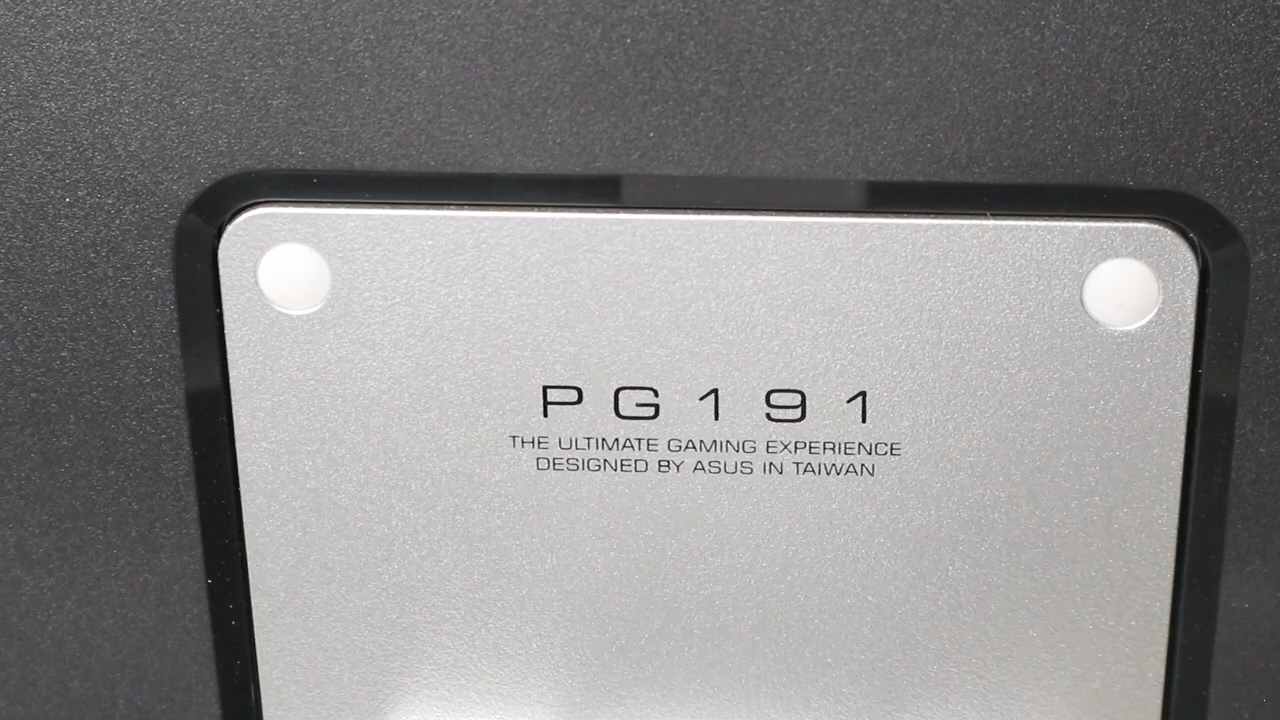 PG191
THE ULTIMATE GAMING EXPERIENCE
DESIGNED BY ASUS IN TAIWAN